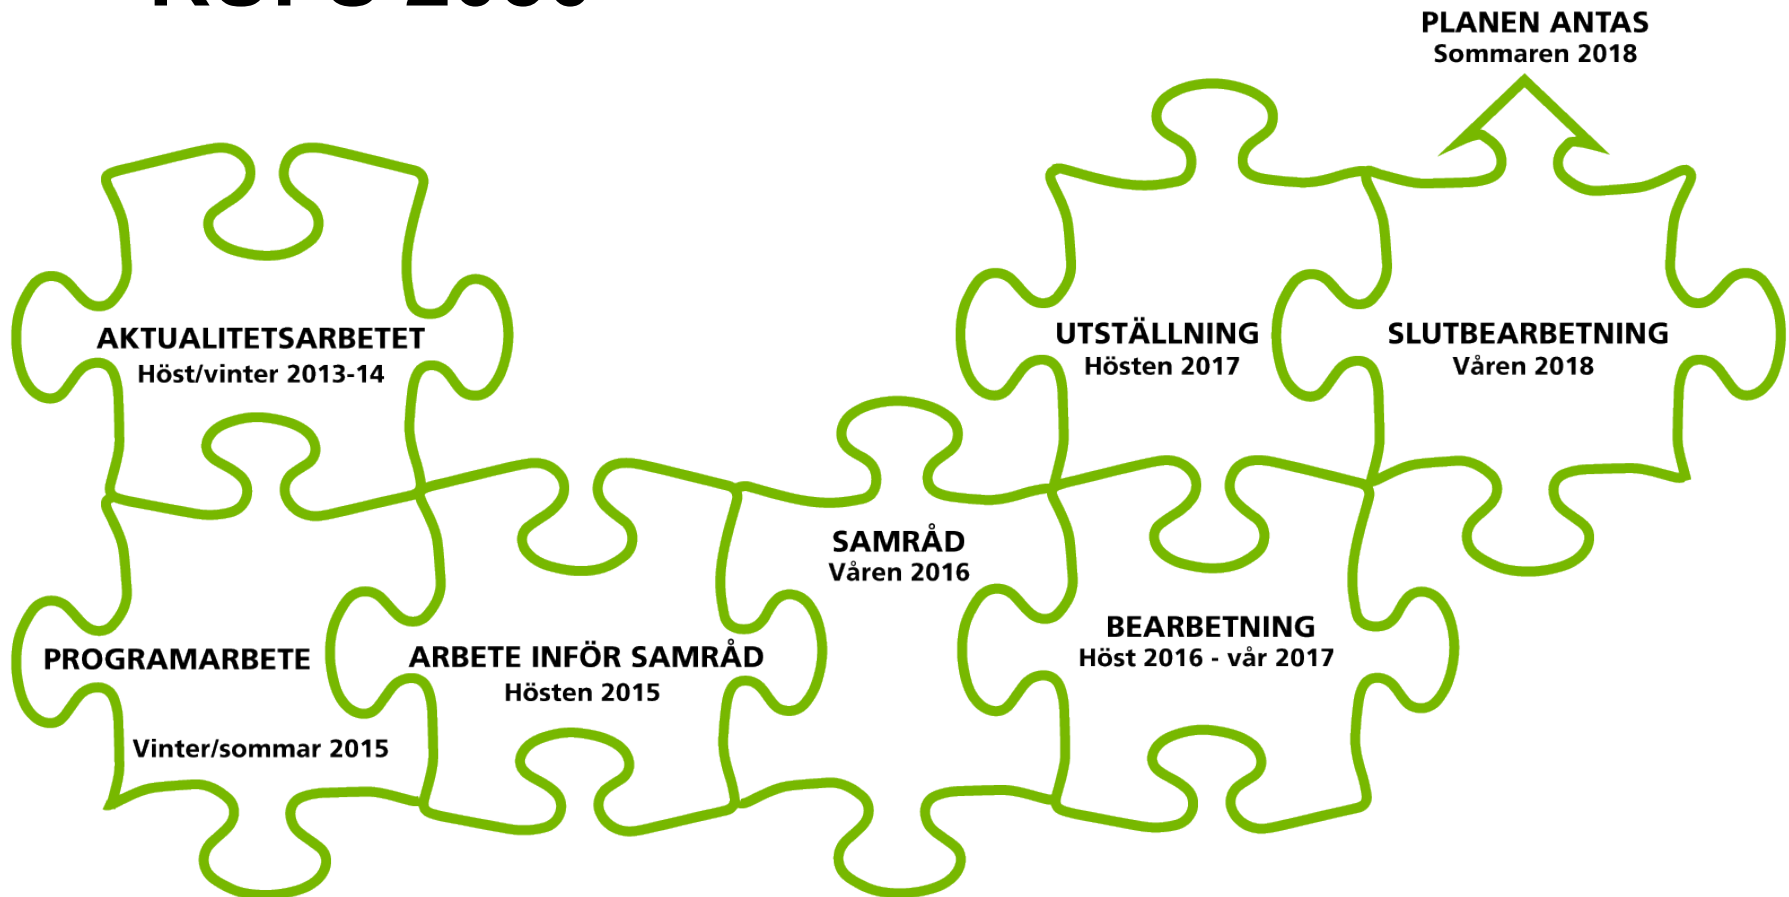 PLANEN ANTAS
Sommaren 2018
AKTUALITETSARBETET
Höst/vinter 2013-14
PROGRAMARBETE
Vinter/sommar 2015
ARBETE INFÖR SAMRÅD
Hösten 2015
SAMRÅD
Våren 2016
BEARBETNING
Höst 2016 - vår 2017
UTSTÄLLNING
Hösten 2017
SLUTBEARBETNING
Våren 2018